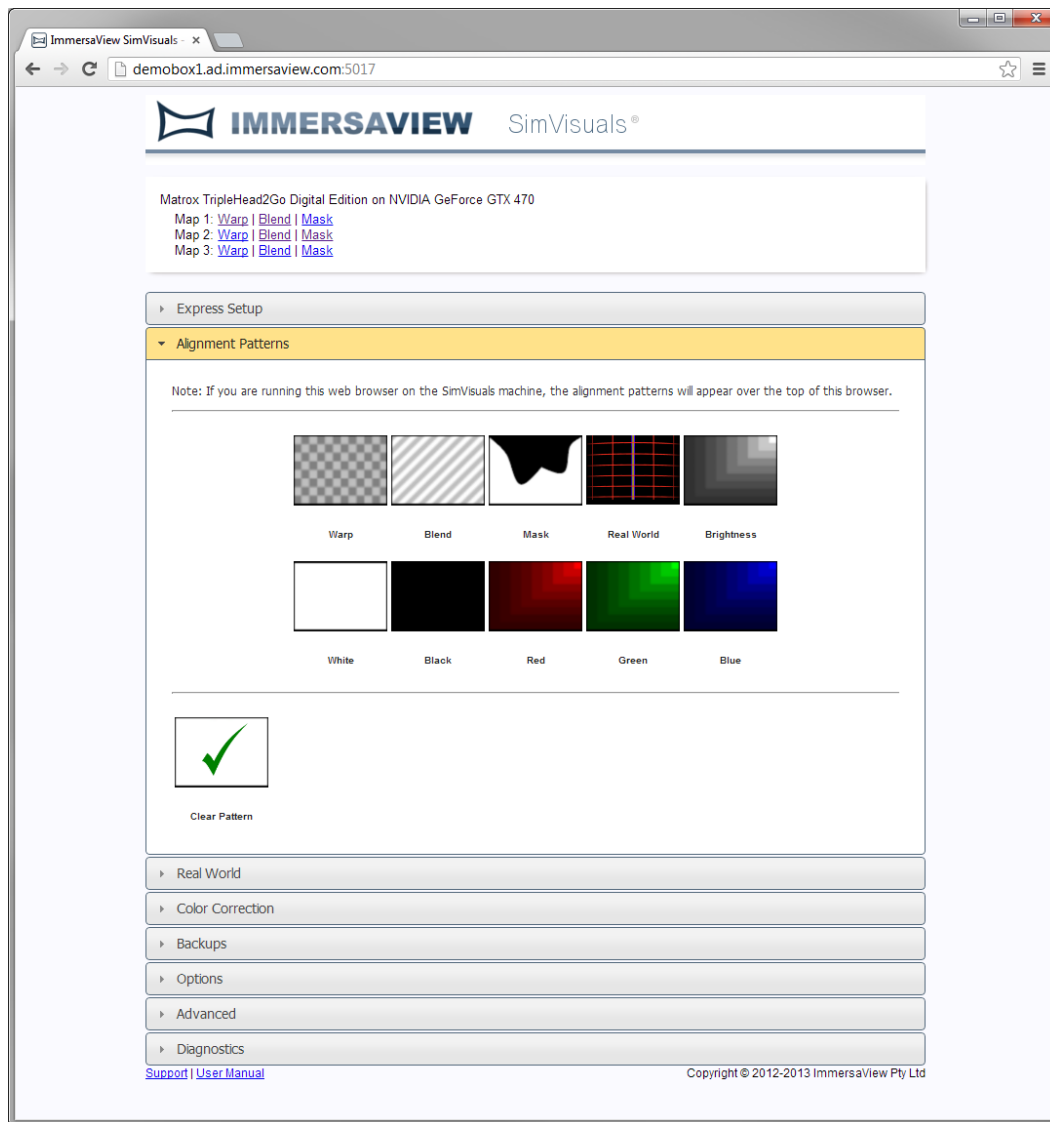 ImmersaView SimVisuals -
demobox1.ad.immersaview.com:5017
IMMERSAVIEW SimVisuals®
Matrox TripleHead2Go Digital Edition on NVIDIA GeForce GTX 470
Map 1: Warp | Blend | Mask
Map 2: Warp | Blend | Mask
Map 3: Warp | Blend | Mask
Express Setup
Alignment Patterns
Note: If you are running this web browser on the SimVisuals machine, the alignment patterns will appear over the top of this browser.
Warp Blend Mask Real World Brightness
White Black Red Green Blue
Clear Pattern
Real World
Color Correction
Backups
Options
Advanced
Diagnostics
Support | User Manual Copyright © 2012-2013 ImmersaView Pty Ltd